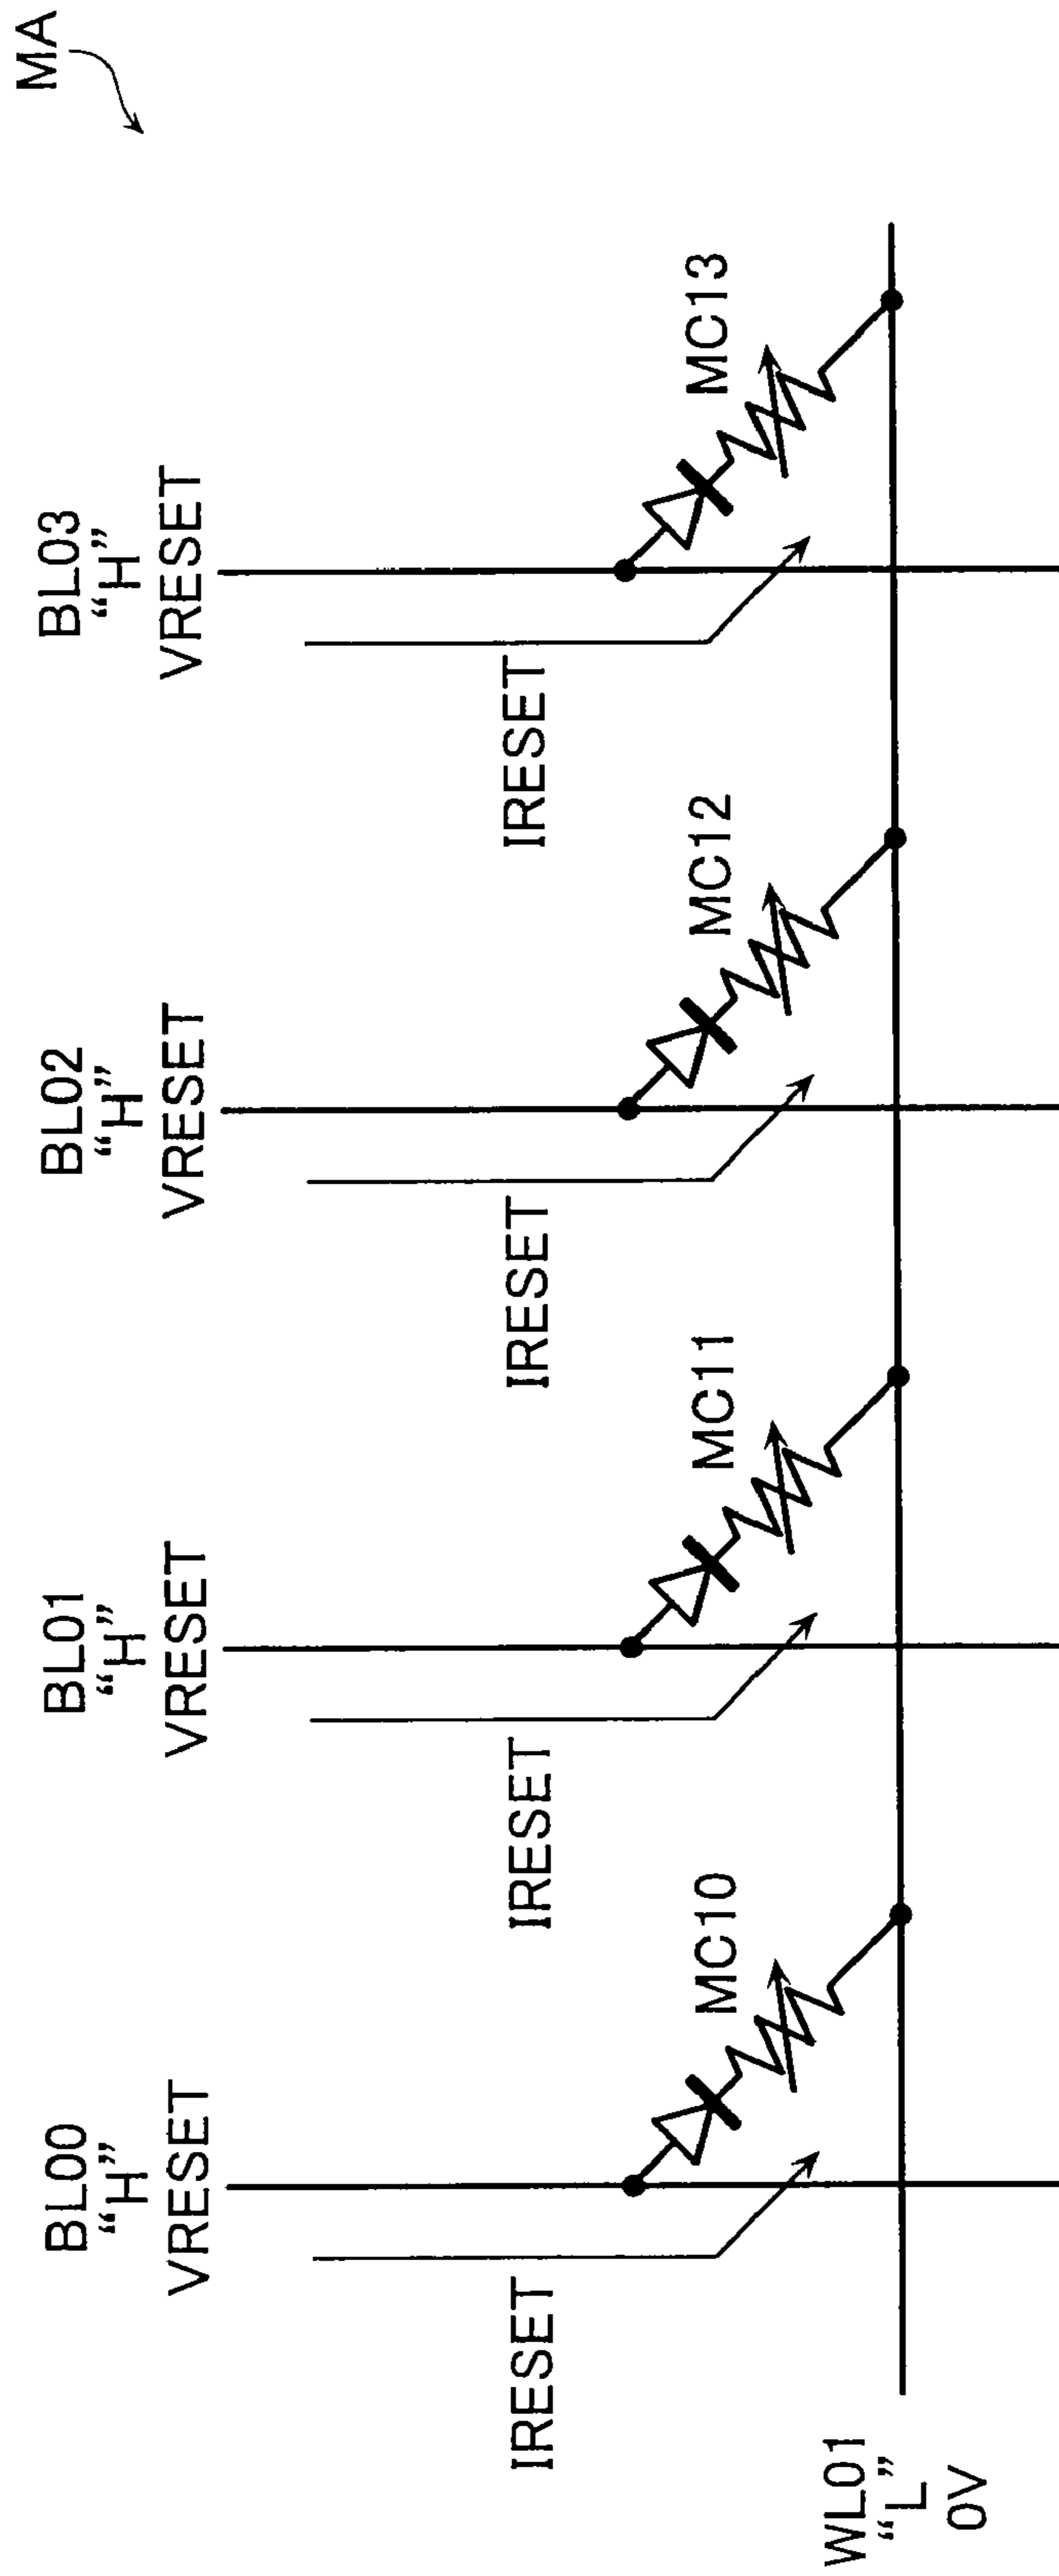 MA
BL00
“H”
VRESET
BL01
“H”
VRESET
BL02
“H”
VRESET
BL03
“H”
VRESET
IRESET
IRESET
IRESET
IRESET
MC10
MC11
MC12
MC13
WL01
“L”
0V